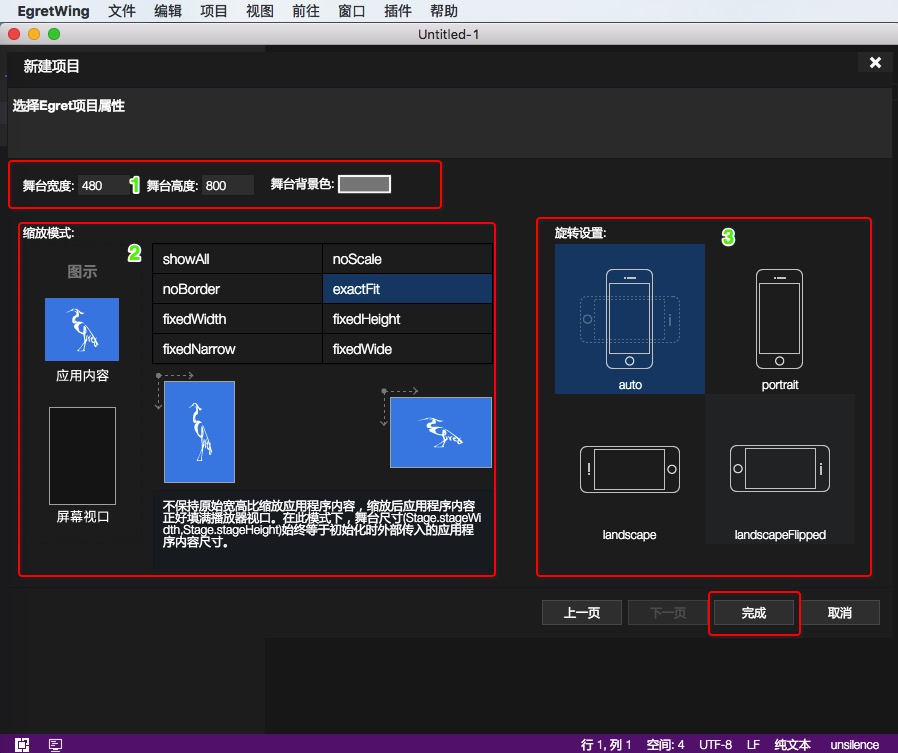 EgretWing 文件 编辑 项目 视图 前往 窗口 插件 帮助
Untitled-1
新建项目
选择Egret项目属性
舞台宽度: 480 1 舞台高度: 800 舞台背景色:
缩放模式:
2
图示
应用内容
屏幕视口
showAll noScale
noBorder exactFit
fixedWidth fixedHeight
fixedNarrow fixedWide
不保持原始宽高比缩放应用程序内容，缩放后应用程序内容
正好填满播放器视口。在此模式下，舞台尺寸(Stage.stageWi
dth,Stage.stageHeight)始终等于初始化时外部传入的应用程
序内容尺寸。
旋转设置:
3
auto portrait
landscape landscapeFlipped
上一页 下一页 完成 取消
行 1, 列 1 空间: 4 UTF-8 LF 纯文本 unsilence